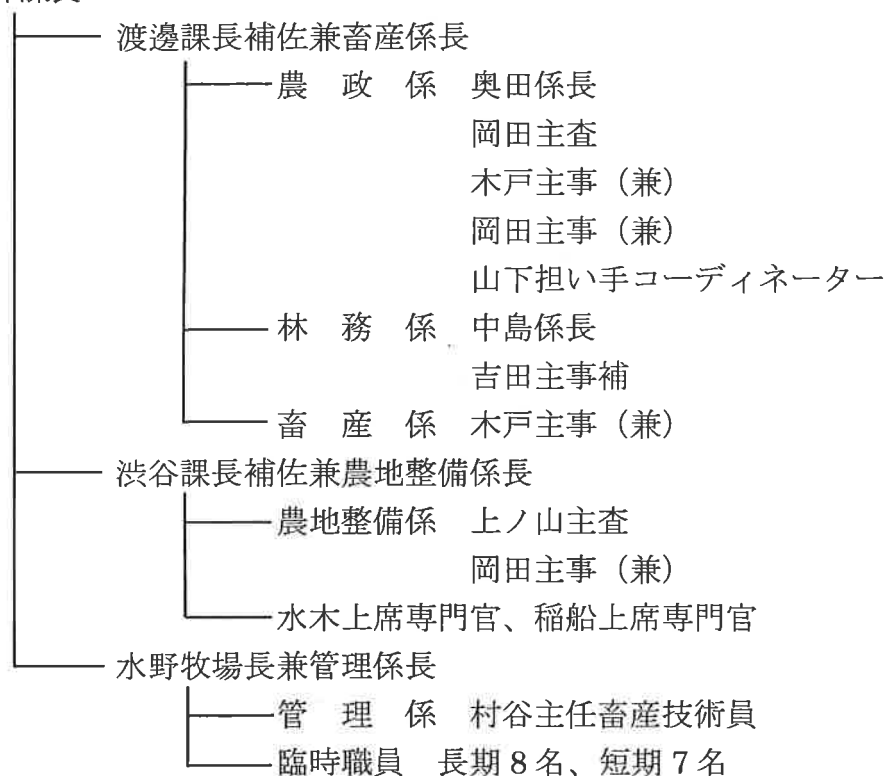 渡邊課長補佐兼畜産係長
農　政　係　奥田係長
岡田主査
木戸主事（兼）
岡田主事（兼）
山下担い手コーディネーター
林　務　係　中島係長
吉田主事補
畜　産　係　木戸主事（兼）
渋谷課長補佐兼農地整備係長
農地整備係　上ノ山主査
岡田主事（兼）
水木上席専門官、稲船上席専門官
水野牧場長兼管理係長
管　理　係　村谷主任畜産技術員
臨時職員　長期８名、短期７名